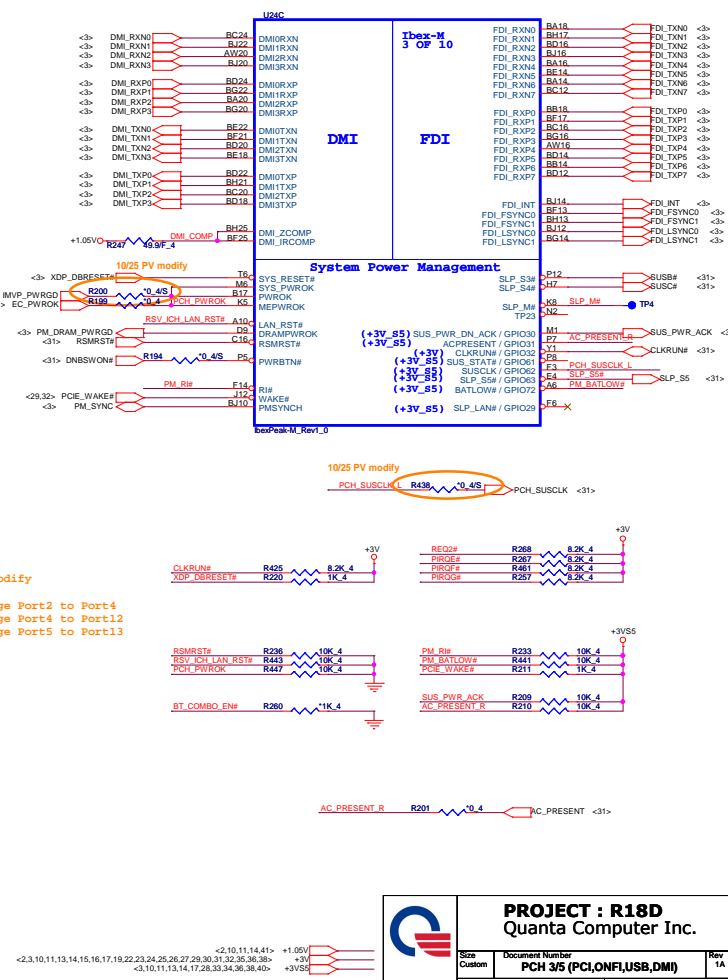 U24C
Ibex-M
3 OF 10
DMI
FDI
<3> DMI_RXN0 BC24 DMI0RXN
<3> DMI_RXN1 BJ22 DMI1RXN
<3> DMI_RXN2 AW20 DMI2RXN
<3> DMI_RXN3 BJ20 DMI3RXN
<3> DMI_RXP0 BD24 DMI0RXP
<3> DMI_RXP1 BG22 DMI1RXP
<3> DMI_RXP2 BA20 DMI2RXP
<3> DMI_RXP3 BG20 DMI3RXP
<3> DMI_TXN0 BE22 DMI0TXN
<3> DMI_TXN1 BF21 DMI1TXN
<3> DMI_TXN2 BD20 DMI2TXN
<3> DMI_TXN3 BE18 DMI3TXN
<3> DMI_TXP0 BD22 DMI0TXP
<3> DMI_TXP1 BH21 DMI1TXP
<3> DMI_TXP2 BC20 DMI2TXP
<3> DMI_TXP3 BD18 DMI3TXP
BH25 DMI_ZCOMP
+1.05V R247 49.9/F_4 DMI_COMP BF25 DMI_IRCOMP
FDI_RXN0 BA18 FDI_TXN0 <3>
FDI_RXN1 BH17 FDI_TXN1 <3>
FDI_RXN2 BD16 FDI_TXN2 <3>
FDI_RXN3 BJ16 FDI_TXN3 <3>
FDI_RXN4 BA16 FDI_TXN4 <3>
FDI_RXN5 BE14 FDI_TXN5 <3>
FDI_RXN6 BA14 FDI_TXN6 <3>
FDI_RXN7 BC12 FDI_TXN7 <3>
FDI_RXP0 BB18 FDI_TXP0 <3>
FDI_RXP1 BF17 FDI_TXP1 <3>
FDI_RXP2 BC16 FDI_TXP2 <3>
FDI_RXP3 BG16 FDI_TXP3 <3>
FDI_RXP4 AW16 FDI_TXP4 <3>
FDI_RXP5 BD14 FDI_TXP5 <3>
FDI_RXP6 BB14 FDI_TXP6 <3>
FDI_RXP7 BD12 FDI_TXP7 <3>
FDI_INT BJ14 FDI_INT <3>
FDI_FSYNC0 BF13 FDI_FSYNC0 <3>
FDI_FSYNC1 BH13 FDI_FSYNC1 <3>
FDI_LSYNC0 BJ12 FDI_LSYNC0 <3>
FDI_LSYNC1 BG14 FDI_LSYNC1 <3>
System Power Management
10/25 PV modify
<3> XDP_DBRESET# T6 SYS_RESET#
IMVP_PWRGD R200 *0_4/S M6 SYS_PWROK
> EC_PWROK R199 *0_4 PCH_PWROK B17 PWROK
K5 MEPWROK
RSV_ICH_LAN_RST# A10 LAN_RST#
<3> PM_DRAM_PWRGD D9 DRAMPWROK
<31> RSMRST# C16 RSMRST#
<31> DNBSWON# R194 *0_4/S P5 PWRBTN#
PM_RI# F14 RI#
<29,32> PCIE_WAKE# J12 WAKE#
<3> PM_SYNC BJ10 PMSYNCH
SLP_S3# P12 SUSB# <31>
SLP_S4# H7 SUSC# <31>
SLP_M# K8 SLP_M# TP4
TP23 N2
(+3V_S5) SUS_PWR_DN_ACK / GPIO30 M1 SUS_PWR_ACK
(+3V_S5) ACPRESENT / GPIO31 P7 AC_PRESENT_R
(+3V) CLKRUN# / GPIO32 Y1 CLKRUN# <31>
(+3V_S5) SUS_STAT# / GPIO61 P8
(+3V_S5) SUSCLK / GPIO62 F3 PCH_SUSCLK_L
(+3V_S5) SLP_S5# / GPIO63 E4 SLP_S5# SLP_S5 <31>
(+3V_S5) BATLOW# / GPIO72 A6 PM_BATLOW#
(+3V_S5) SLP_LAN# / GPIO29 F6
IbexPeak-M_Rev1_0
10/25 PV modify
PCH_SUSCLK_L R438 *0_4/S PCH_SUSCLK <31>
+3V
CLKRUN# R425 8.2K_4
XDP_DBRESET# R220 1K_4
+3V
REQ2# R268 8.2K_4
PIRQE# R267 8.2K_4
PIRQF# R461 8.2K_4
PIRQG# R257 8.2K_4
odify
ge Port2 to Port4
ge Port4 to Port12
ge Port5 to Port13
RSMRST# R236 10K_4
RSV_ICH_LAN_RST# R443 10K_4
PCH_PWROK R447 10K_4
BT_COMBO_EN# R260 *1K_4
+3VS5
PM_RI# R233 10K_4
PM_BATLOW# R441 10K_4
PCIE_WAKE# R211 1K_4
SUS_PWR_ACK R209 10K_4
AC_PRESENT_R R210 10K_4
AC_PRESENT_R R201 *0_4 AC_PRESENT <31>
<2,10,11,14,41> +1.05V
<2,3,10,11,13,14,15,16,17,19,22,23,24,25,26,27,29,30,31,32,35,36,38> +3V
<3,10,11,13,14,17,28,33,34,36,38,40> +3VS5
PROJECT : R18D
Quanta Computer Inc.
Size
Custom
Document Number
PCH 3/5 (PCI,ONFI,USB,DMI)
Rev
1A